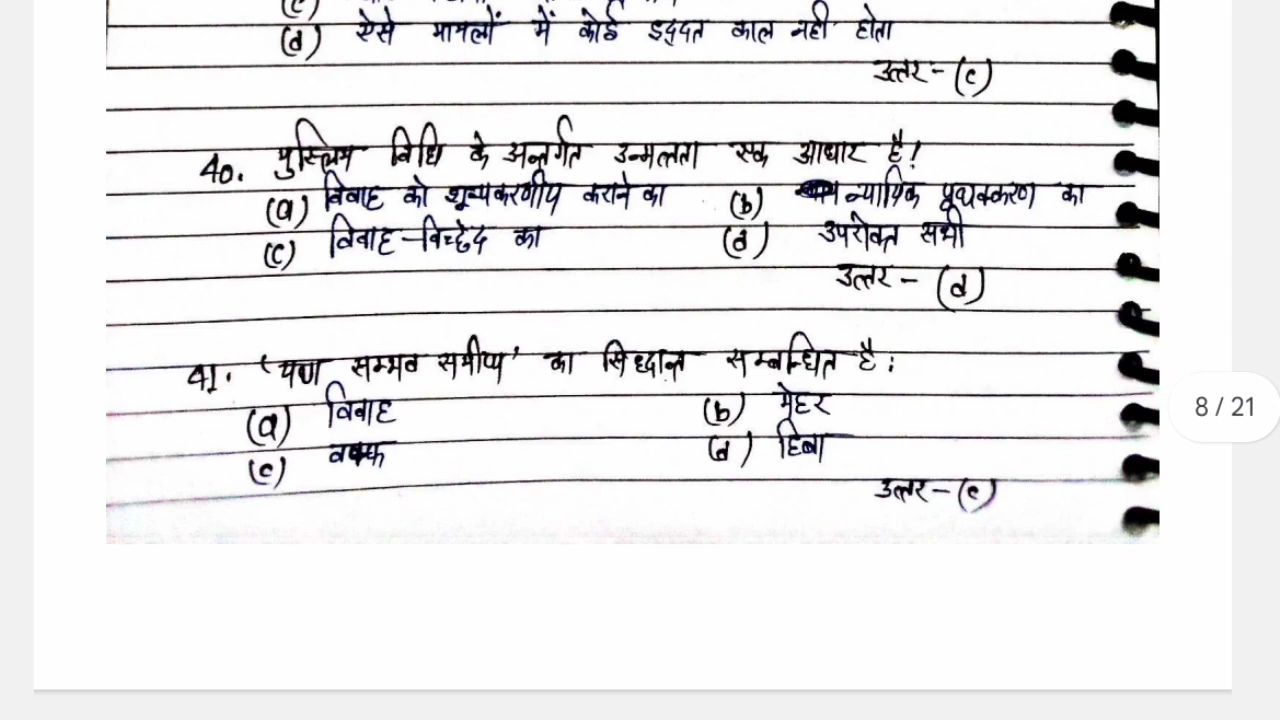 (c)
(d) ऐसे मामलों में कोई इद्दत काल नही होता
उत्तर:- (c)
40. मुस्लिम विधि के अन्तर्गत उन्मत्तता एक आधार है!
(a) विवाह को शून्यकरणीय कराने का (b) न्यायिक पृथक्करण का
(c) विवाह-विच्छेद का (d) उपरोक्त सभी
उत्तर - (d)
41. 'यथा सम्भव समीप्य' का सिध्दान्त सम्बन्धित है:
(a) विवाह (b) मेहर
(c) वक्फ (d) हिबा
उत्तर - (c)
8 / 21